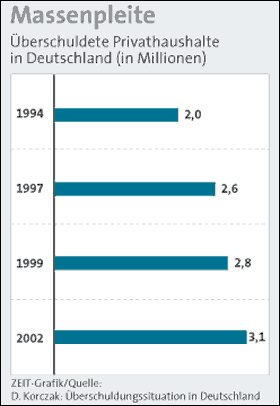 Massenpleite
Überschuldete Privathaushalte
in Deutschland (in Millionen)
1994 2,0
1997 2,6
1999 2,8
2002 3,1
ZEIT-Grafik/Quelle:
D. Korczak: Überschuldungssituation in Deutschland